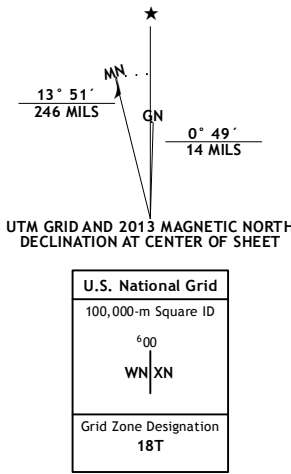 ★
MN
GN
13° 51´
246 MILS
0° 49´
14 MILS
UTM GRID AND 2013 MAGNETIC NORTH
DECLINATION AT CENTER OF SHEET
U.S. National Grid
100,000-m Square ID
⁶00
WN XN
Grid Zone Designation
18T